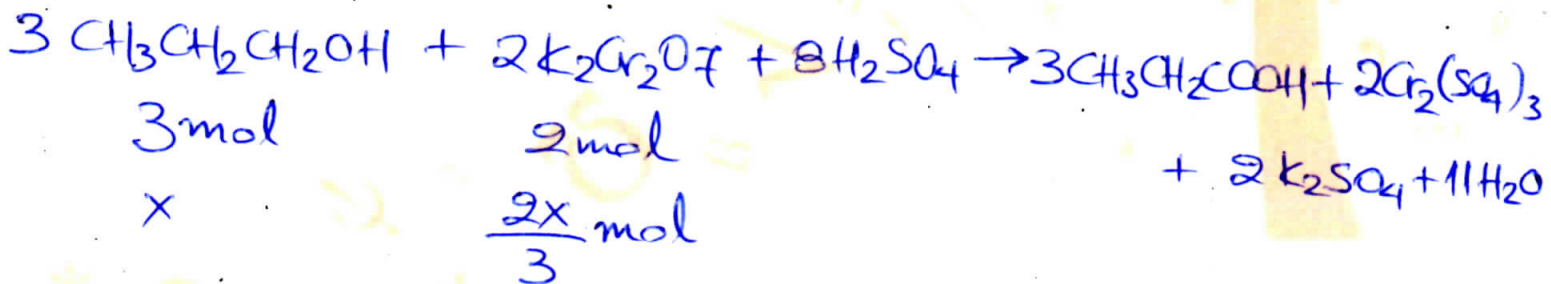 3 CH3CH2CH2OH + 2K2Cr2O7 + 8H2SO4 → 3CH3CH2COOH + 2Cr2(SO4)3
+ 2K2SO4 + 11H2O
3mol 2mol
x 2x/3 mol